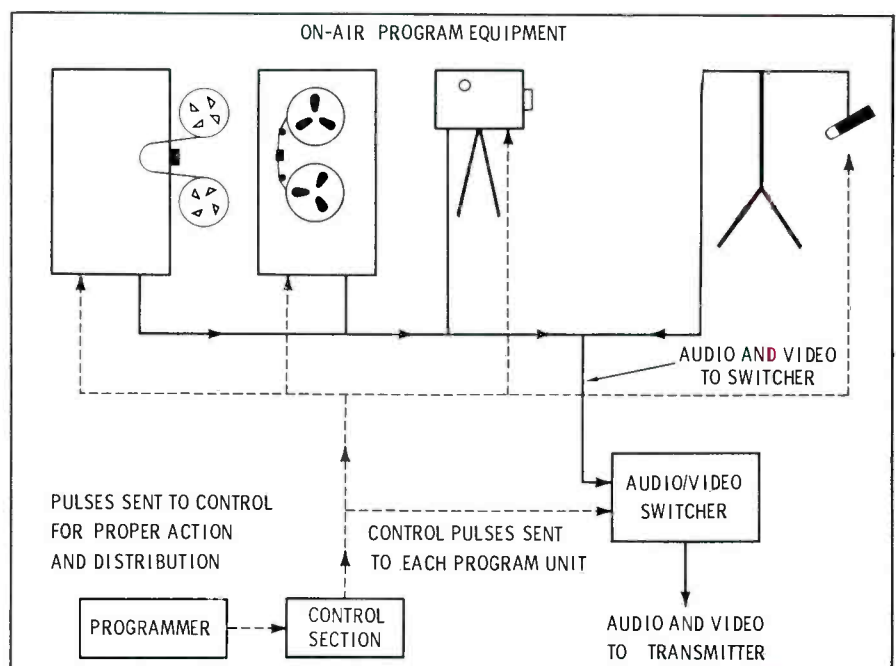 ON-AIR PROGRAM EQUIPMENT
AUDIO AND VIDEO
TO SWITCHER
AUDIO/VIDEO
SWITCHER
PULSES SENT TO CONTROL
FOR PROPER ACTION
AND DISTRIBUTION
CONTROL PULSES SENT
TO EACH PROGRAM UNIT
PROGRAMMER
CONTROL
SECTION
AUDIO AND VIDEO
TO TRANSMITTER